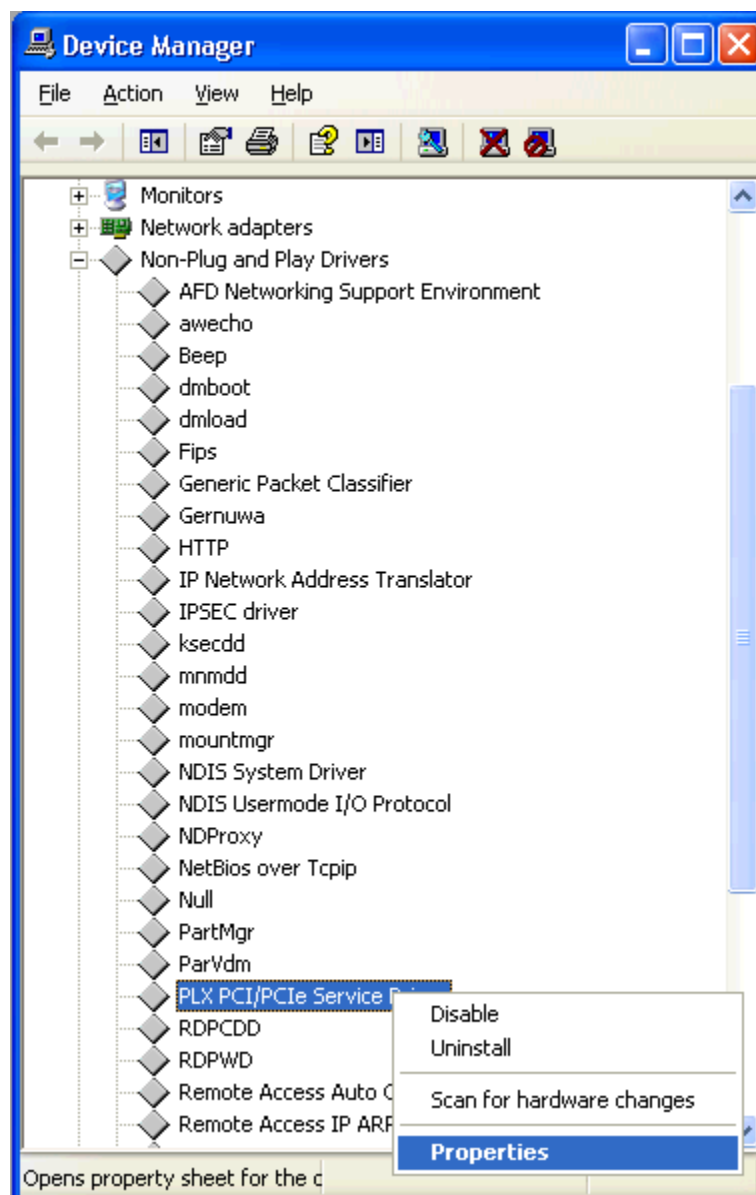 Device Manager
File Action View Help
Monitors
Network adapters
Non-Plug and Play Drivers
AFD Networking Support Environment
awecho
Beep
dmboot
dmload
Fips
Generic Packet Classifier
Gernuwa
HTTP
IP Network Address Translator
IPSEC driver
ksecdd
mnmdd
modem
mountmgr
NDIS System Driver
NDIS Usermode I/O Protocol
NDProxy
NetBios over Tcpip
Null
PartMgr
ParVdm
PLX PCI/PCIe Service
RDPCDD
RDPWD
Remote Access Auto
Remote Access IP ARP
Disable
Uninstall
Scan for hardware changes
Properties
Opens property sheet for the